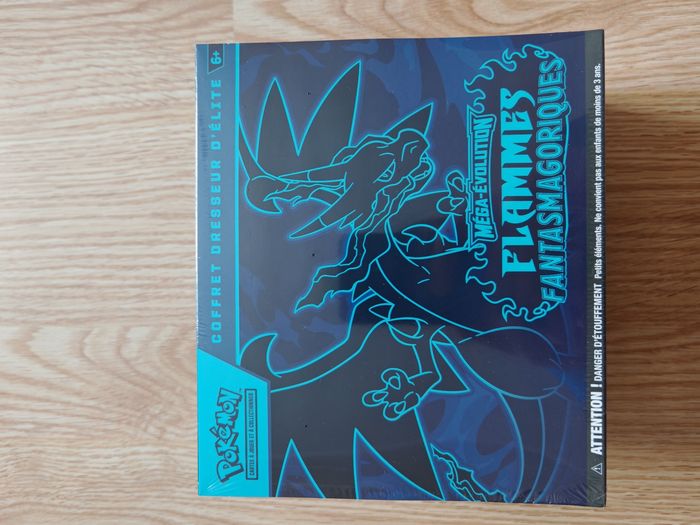 POKéMON
CARTES À JOUER ET À COLLECTIONNER
COFFRET DRESSEUR D'ÉLITE 6+
MÉGA-ÉVOLUTION
FLAMMES
FANTASMAGORIQUES
ATTENTION ! DANGER D'ÉTOUFFEMENT Petits éléments. Ne convient pas aux enfants de moins de 3 ans.